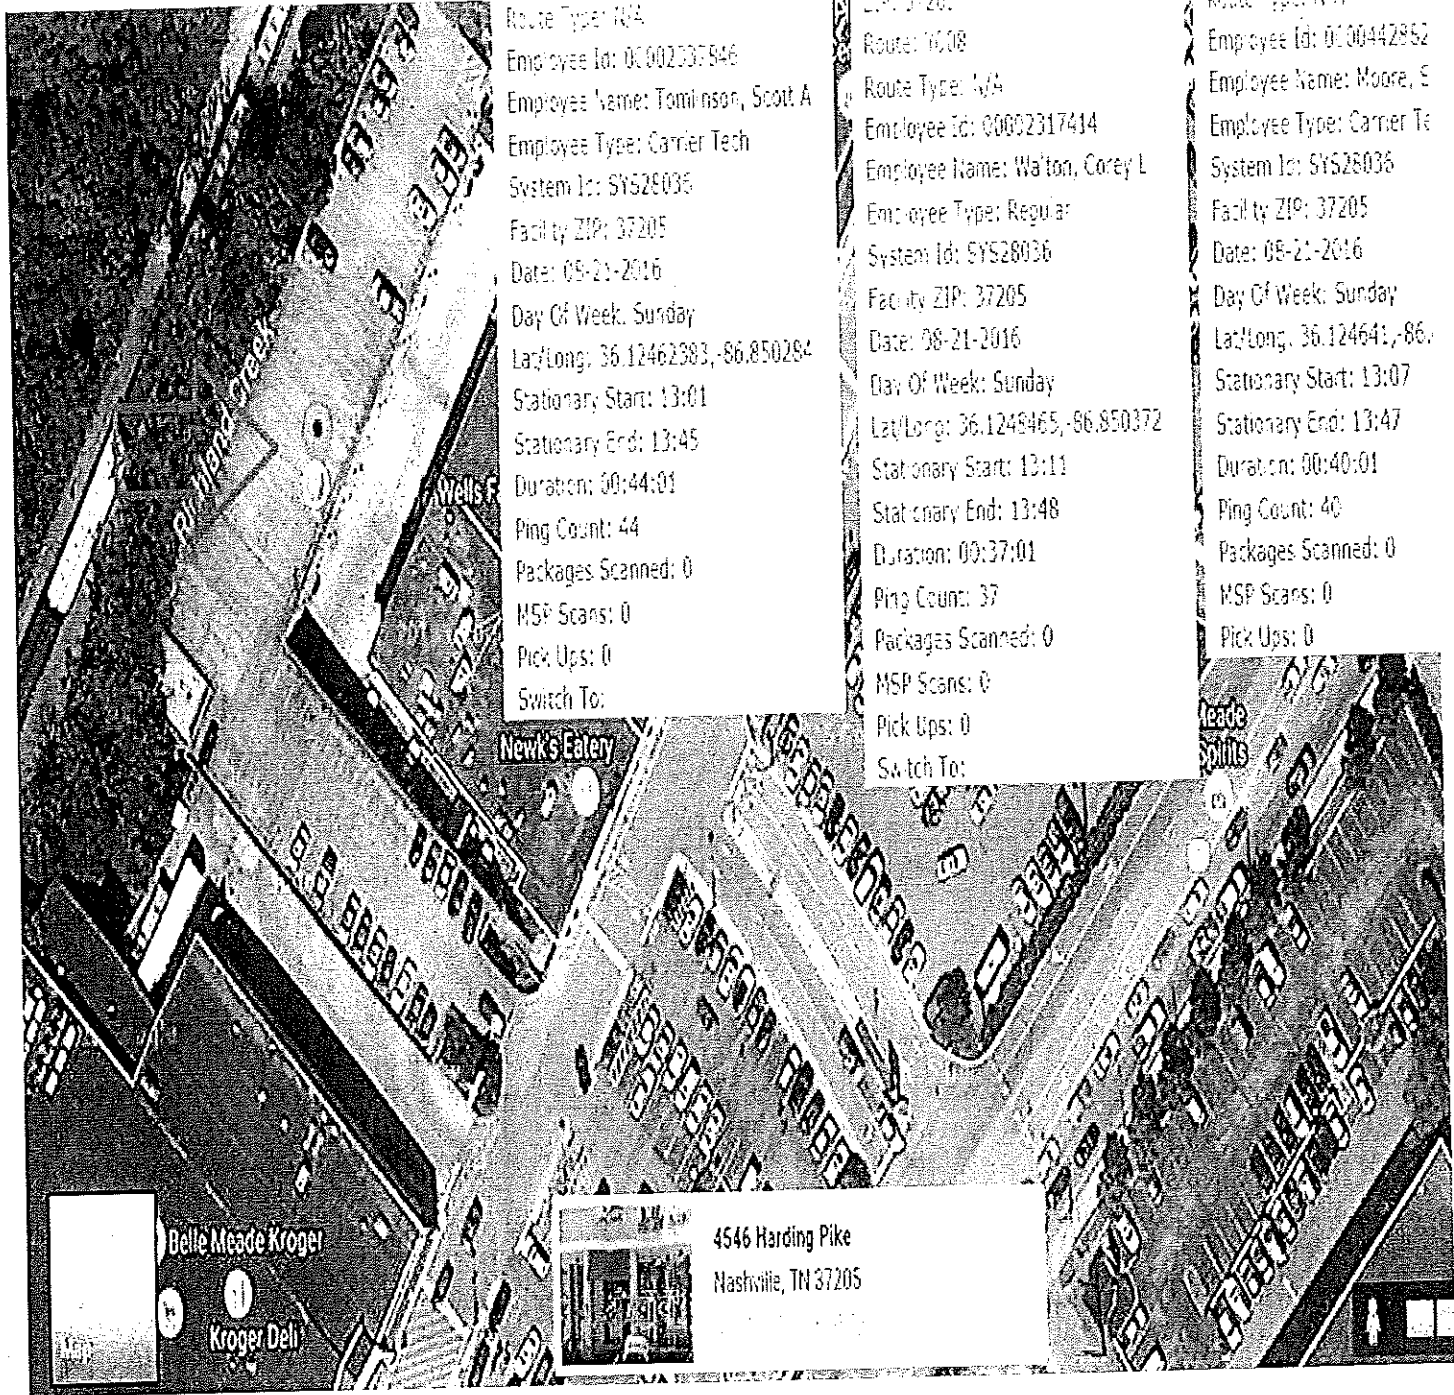 Route Type: N/A
Employee Name: Tomlinson, Scott A
Employee Type: Carrier Tech
System Id: SYS28036
Facility ZIP: 37205
Date: 08-21-2016
Day Of Week: Sunday
Lat/Long: 36.12462383,-86.850284
Stationary Start: 13:01
Stationary End: 13:45
Duration: 00:44:01
Ping Count: 44
Packages Scanned: 0
MSP Scans: 0
Pick Ups: 0
Switch To:
Route:
Route Type: N/A
Employee Id: 00002317414
Employee Name: Walton, Corey L
Employee Type: Regular
System Id: SYS28036
Facility ZIP: 37205
Date: 08-21-2016
Day Of Week: Sunday
Lat/Long: 36.1248465,-86.850372
Stationary Start: 13:11
Stationary End: 13:48
Duration: 00:37:01
Ping Count: 37
Packages Scanned: 0
MSP Scans: 0
Pick Ups: 0
Switch To:
Employee Id: 0000442862
Employee Name: Moore, S
Employee Type: Carrier Te
System Id: SYS28036
Facility ZIP: 37205
Date: 08-21-2016
Day Of Week: Sunday
Lat/Long: 36.124641,-86.
Stationary Start: 13:07
Stationary End: 13:47
Duration: 00:40:01
Ping Count: 40
Packages Scanned: 0
MSP Scans: 0
Pick Ups: 0
Creek
Wells F
Newk's Eatery
Meade
Spirits
Belle Meade Kroger
Kroger Deli
Map
4546 Harding Pike
Nashville, TN 37205